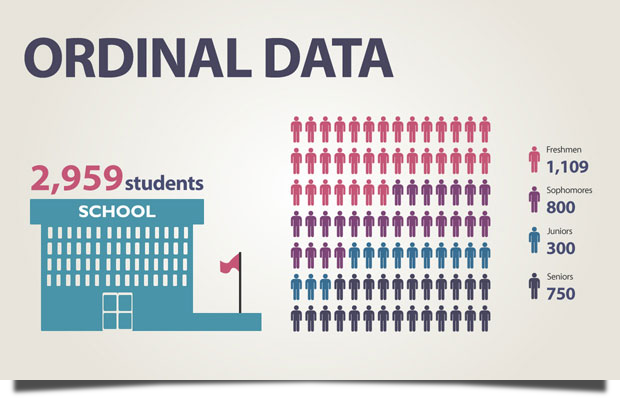 ORDINAL DATA
2,959 students
SCHOOL
Freshmen
1,109
Sophomores
800
Juniors
300
Seniors
750